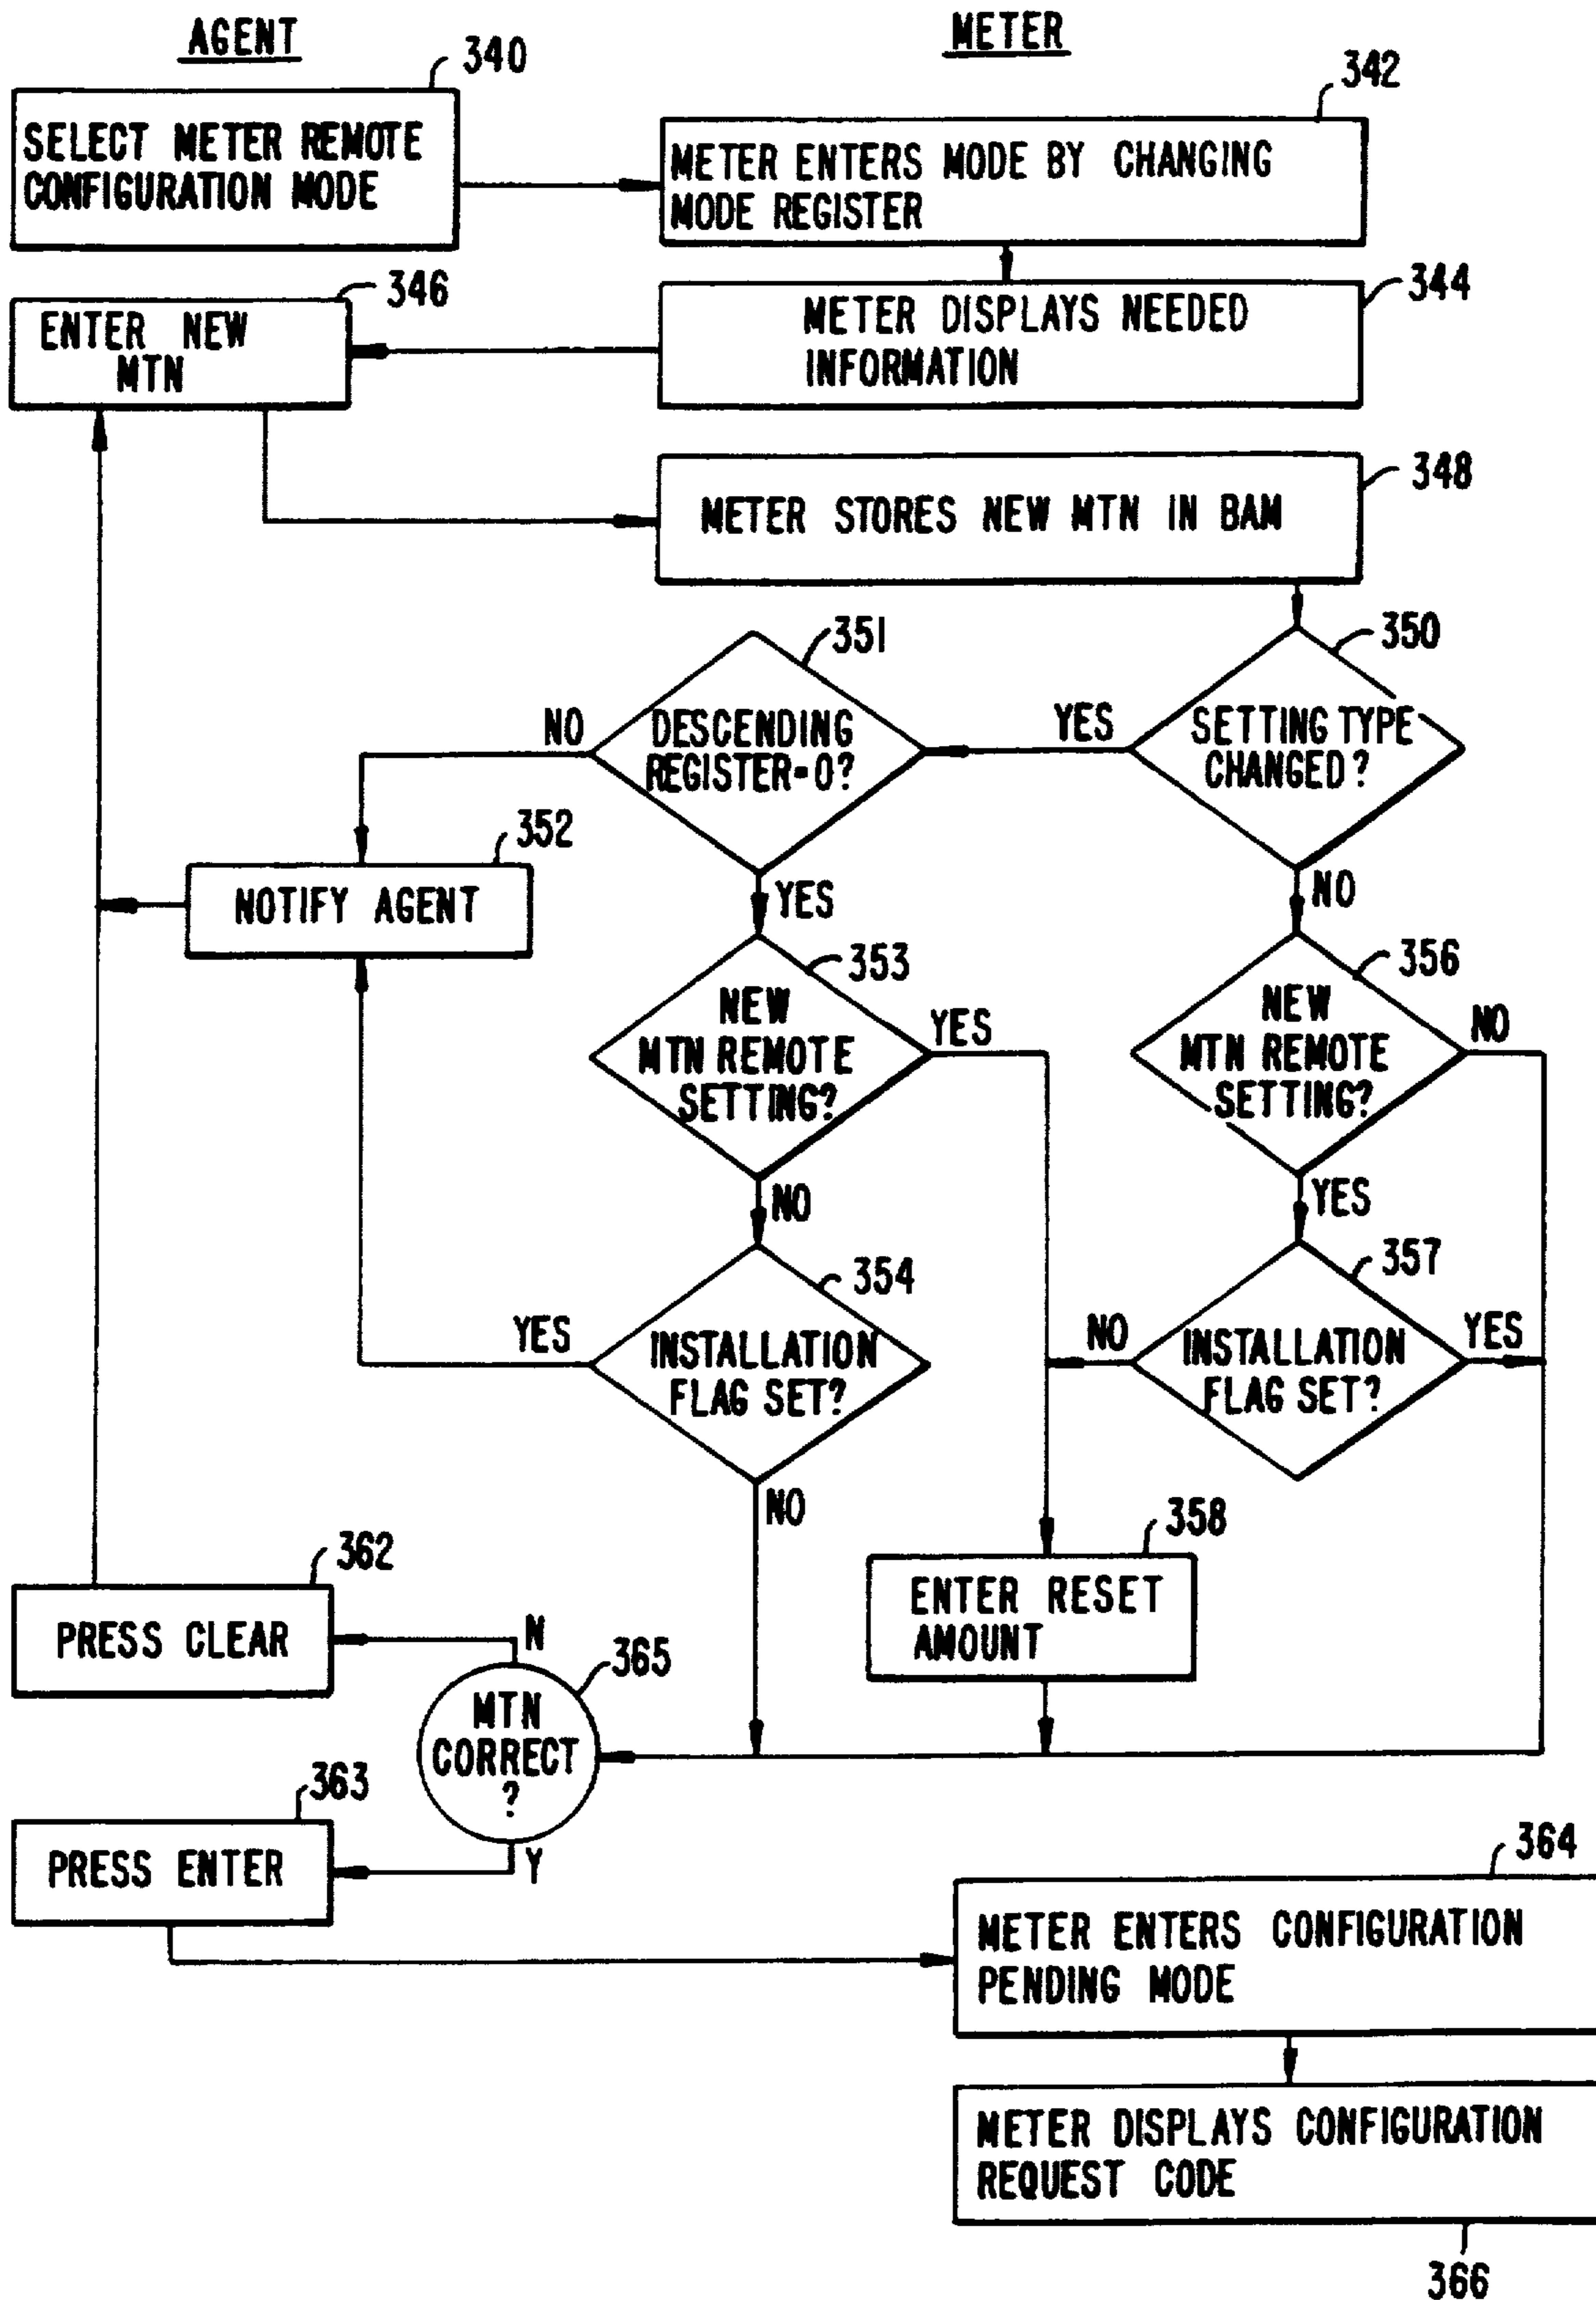 AGENT
METER
340
342
SELECT METER REMOTE
CONFIGURATION MODE
METER ENTERS MODE BY CHANGING
MODE REGISTER
346
344
ENTER NEW
MTN
METER DISPLAYS NEEDED
INFORMATION
348
METER STORES NEW MTN IN BAM
351
350
NO
DESCENDING
REGISTER=0?
YES
SETTING TYPE
CHANGED?
352
NOTIFY AGENT
YES
NO
353
356
NEW
MTN REMOTE
SETTING?
YES
NEW
MTN REMOTE
SETTING?
NO
NO
YES
354
357
YES
INSTALLATION
FLAG SET?
NO
INSTALLATION
FLAG SET?
YES
NO
358
362
ENTER RESET
AMOUNT
PRESS CLEAR
N
365
MTN
CORRECT
?
363
PRESS ENTER
Y
364
METER ENTERS CONFIGURATION
PENDING MODE
METER DISPLAYS CONFIGURATION
REQUEST CODE
366